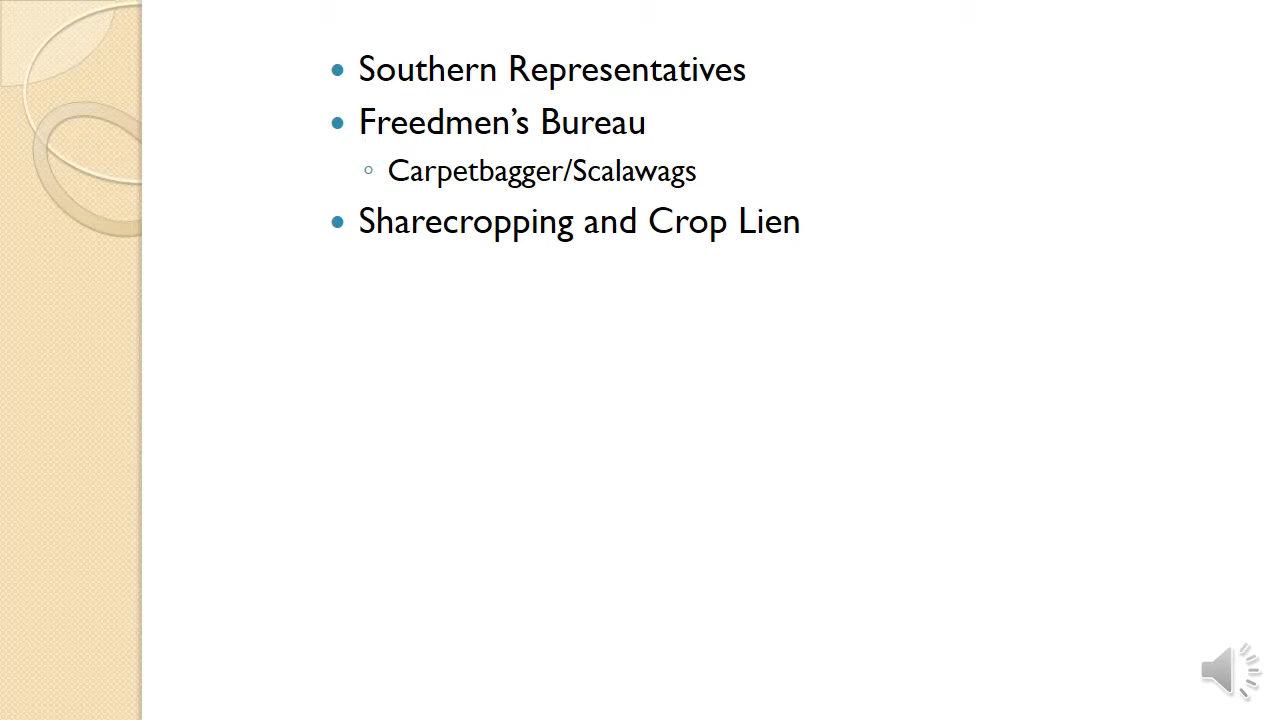 Southern Representatives
Freedmen’s Bureau
Carpetbagger/Scalawags
Sharecropping and Crop Lien